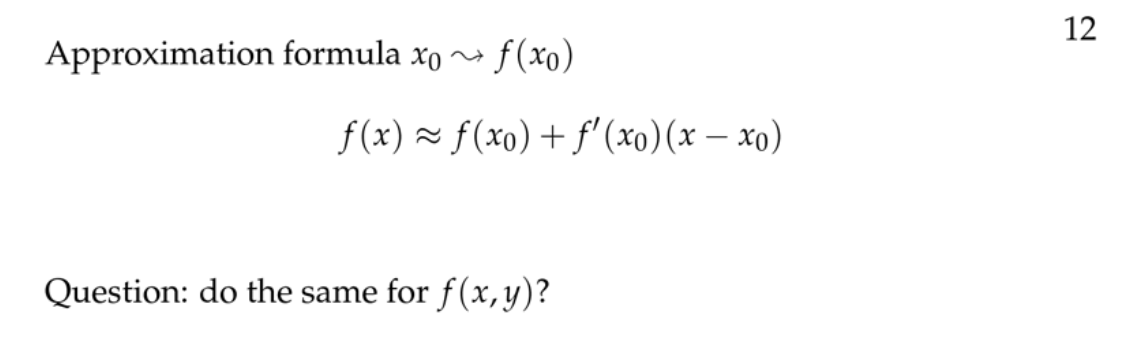 12
Approximation formula x₀ ⇝ f(x₀)
f(x) ≈ f(x₀) + f′(x₀)(x − x₀)
Question: do the same for f(x, y)?